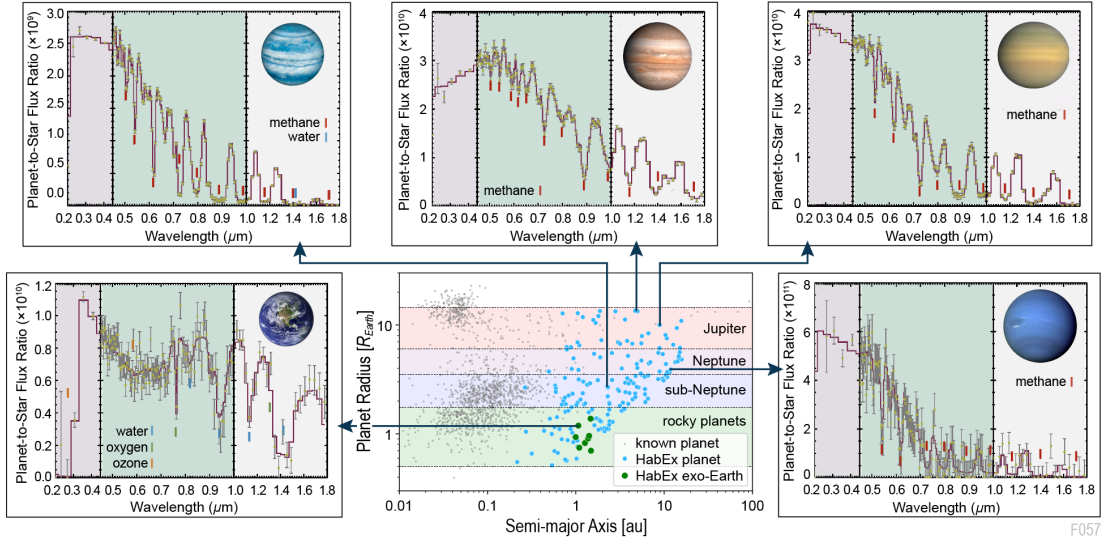 Planet-to-Star Flux Ratio (×10⁹)
3.0
2.5
2.0
1.5
1.0
0.5
0.0
methane
water
0.2 0.3 0.4 0.5 0.6 0.7 0.8 0.9 1.0 1.2 1.4 1.6 1.8
Wavelength (µm)
Planet-to-Star Flux Ratio (×10¹⁰)
4
3
2
1
0
methane
0.2 0.3 0.4 0.5 0.6 0.7 0.8 0.9 1.0 1.2 1.4 1.6 1.8
Wavelength (µm)
Planet-to-Star Flux Ratio (×10¹⁰)
4
3
2
1
0
methane
0.2 0.3 0.4 0.5 0.6 0.7 0.8 0.9 1.0 1.2 1.4 1.6 1.8
Wavelength (µm)
Planet-to-Star Flux Ratio (×10¹⁰)
1.2
1.0
0.8
0.6
0.4
0.2
0
water
oxygen
ozone
0.2 0.3 0.4 0.5 0.6 0.7 0.8 0.9 1.0 1.2 1.4 1.6 1.8
Wavelength (µm)
Planet Radius [R_Earth]
10
1
Jupiter
Neptune
sub-Neptune
rocky planets
known planet
HabEx planet
HabEx exo-Earth
0.01 0.10 1 10 100
Semi-major Axis [au]
Planet-to-Star Flux Ratio (×10¹¹)
8
6
4
2
0
methane
0.2 0.3 0.4 0.5 0.6 0.7 0.8 0.9 1.0 1.2 1.4 1.6 1.8
Wavelength (µm)
F057